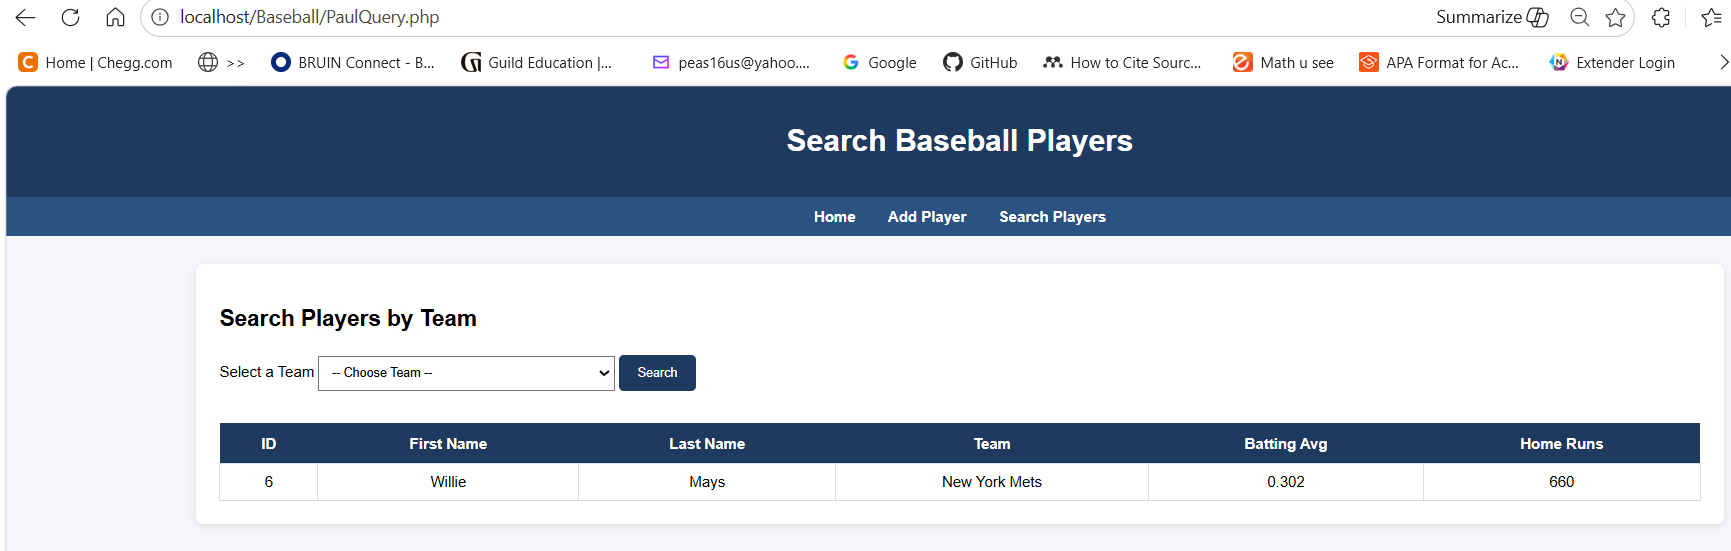 localhost/Baseball/PaulQuery.php Summarize
Home | Chegg.com >> BRUIN Connect - B... Guild Education |... peas16us@yahoo.... Google GitHub How to Cite Sourc... Math u see APA Format for Ac... Extender Login
Search Baseball Players
Home Add Player Search Players
Search Players by Team
Select a Team -- Choose Team -- Search
ID First Name Last Name Team Batting Avg Home Runs
6 Willie Mays New York Mets 0.302 660